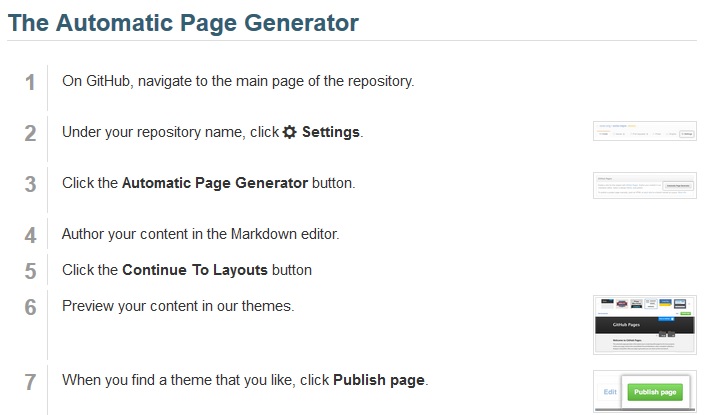 The Automatic Page Generator
1 On GitHub, navigate to the main page of the repository.
2 Under your repository name, click Settings.
3 Click the Automatic Page Generator button.
4 Author your content in the Markdown editor.
5 Click the Continue To Layouts button
6 Preview your content in our themes.
GitHub Pages
7 When you find a theme that you like, click Publish page.
Edit Publish page